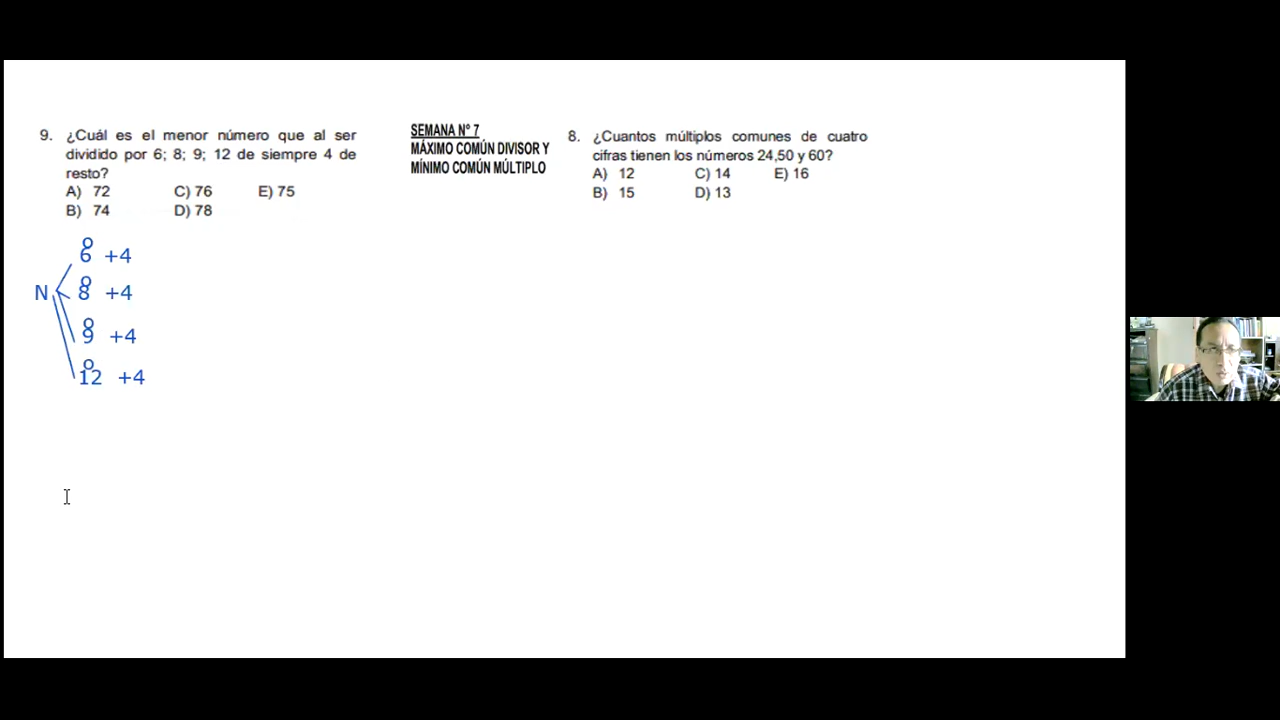 9. ¿Cuál es el menor número que al ser
dividido por 6; 8; 9; 12 de siempre 4 de
resto?
A) 72 C) 76 E) 75
B) 74 D) 78
o
6 +4
N
o
8 +4
o
9 +4
o
12 +4
SEMANA Nº 7
MÁXIMO COMÚN DIVISOR Y
MÍNIMO COMÚN MÚLTIPLO
8. ¿Cuantos múltiplos comunes de cuatro
cifras tienen los números 24,50 y 60?
A) 12 C) 14 E) 16
B) 15 D) 13